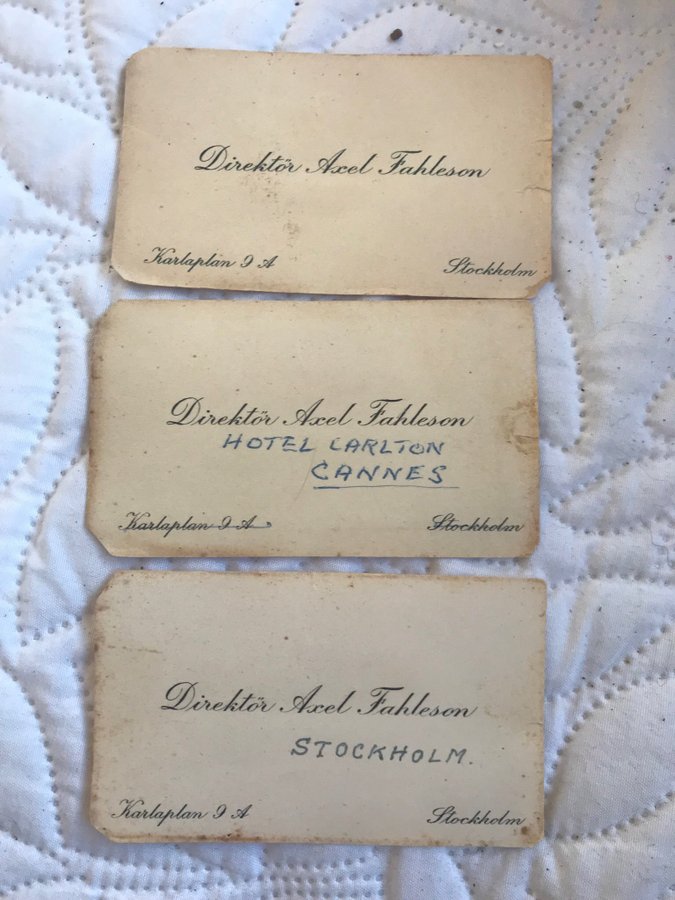 Direktör Axel Fahleson
Karlaplan 9 A Stockholm
Direktör Axel Fahleson
HOTEL CARLTON
CANNES
Karlaplan 9 A Stockholm
Direktör Axel Fahleson
STOCKHOLM.
Karlaplan 9 A Stockholm